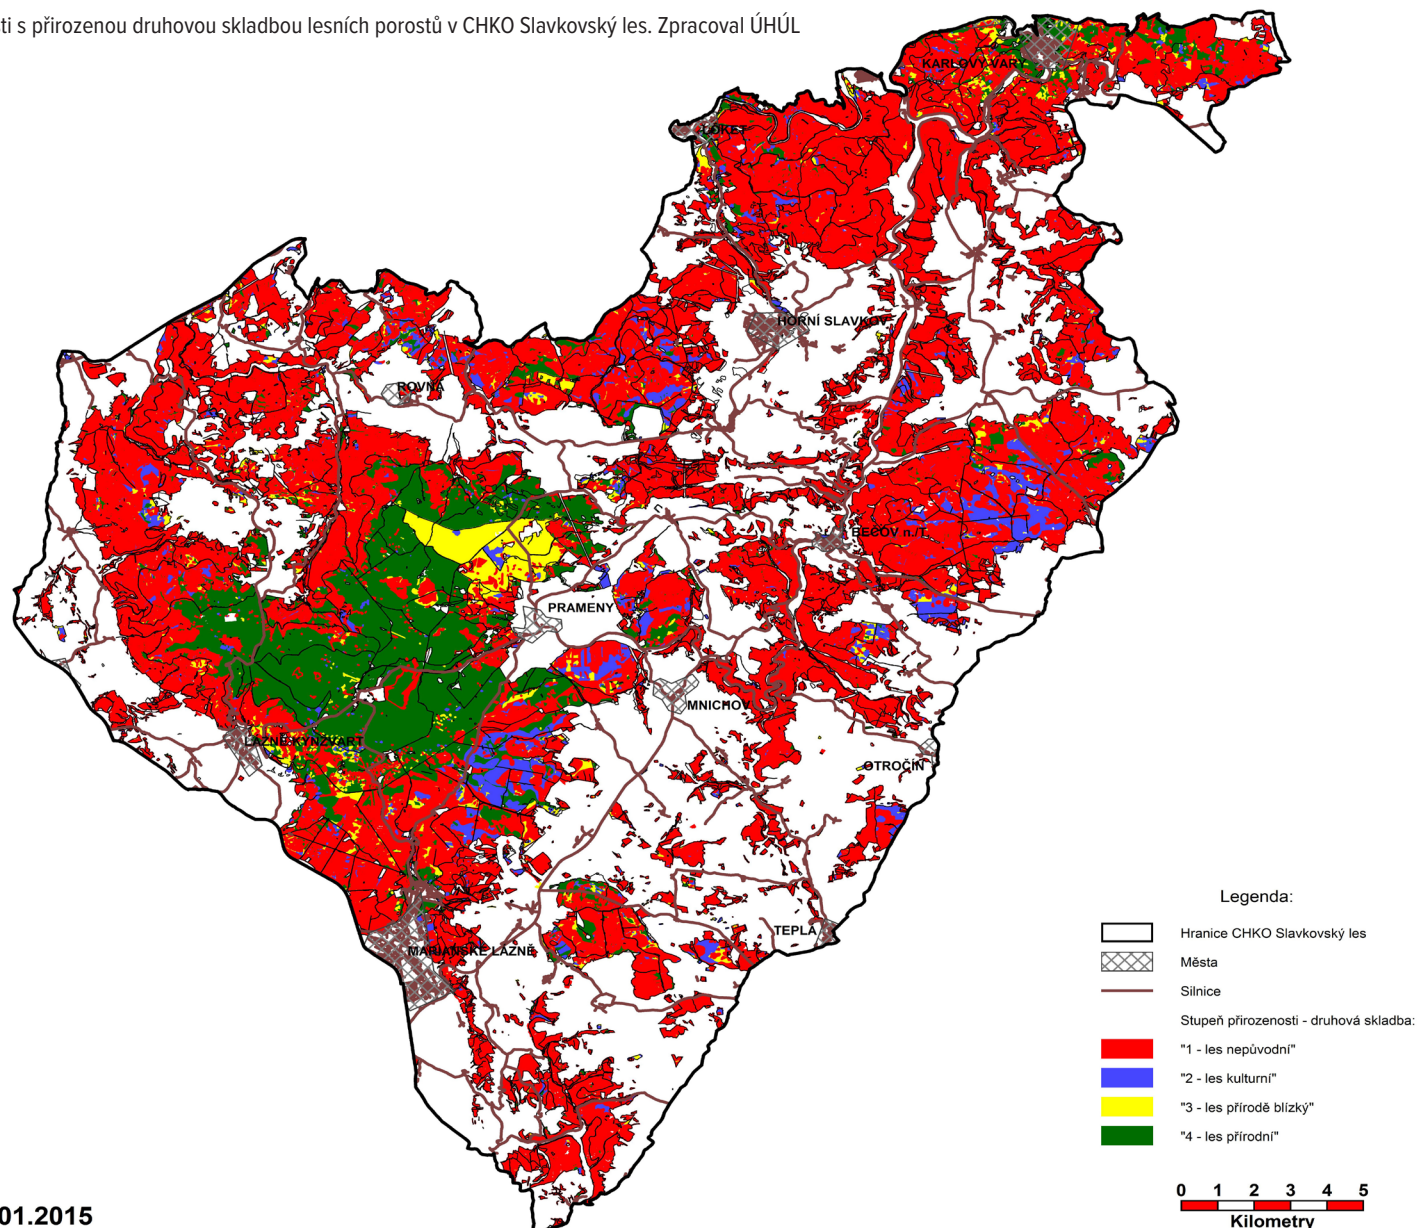 ti s přirozenou druhovou skladbou lesních porostů v CHKO Slavkovský les. Zpracoval ÚHÚL
KARLOVY VARY
LOKET
HORNÍ SLAVKOV
ROVNÁ
BEČOV n./T.
PRAMENY
MNICHOV
LÁZNĚ KYNŽVART
OTROČÍN
TEPLÁ
MARIÁNSKÉ LÁZNĚ
Legenda:
Hranice CHKO Slavkovský les
Města
Silnice
Stupeň přirozenosti - druhová skladba:
"1 - les nepůvodní"
"2 - les kulturní"
"3 - les přírodě blízký"
"4 - les přírodní"
0 1 2 3 4 5
Kilometry
01.2015